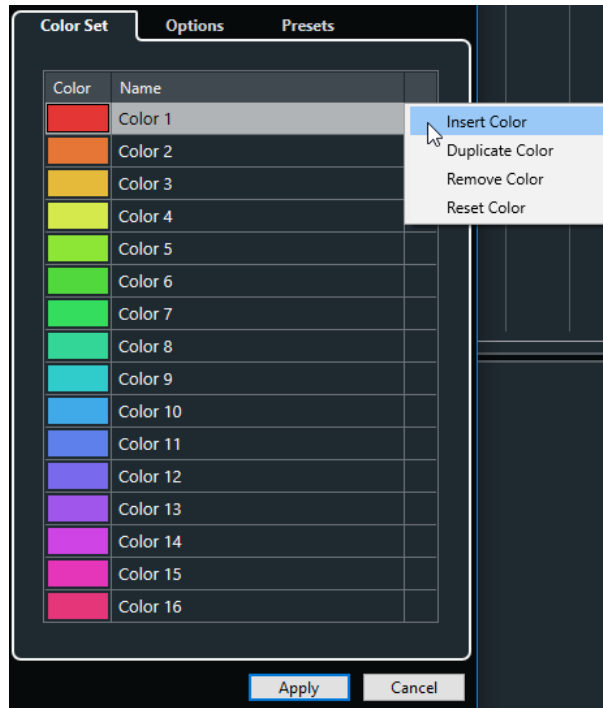 Color Set Options Presets
Color Name
Color 1
Insert Color
Color 2
Duplicate Color
Color 3
Remove Color
Color 4
Reset Color
Color 5
Color 6
Color 7
Color 8
Color 9
Color 10
Color 11
Color 12
Color 13
Color 14
Color 15
Color 16
Apply Cancel